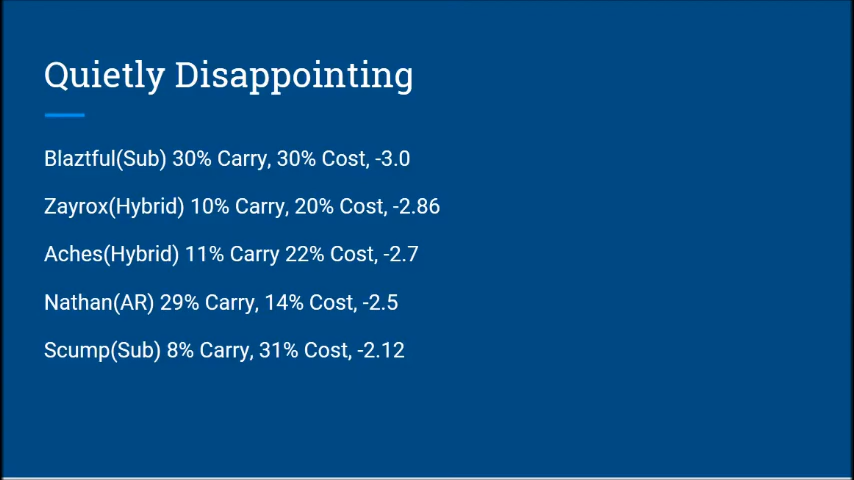 Quietly Disappointing
Blaztful(Sub) 30% Carry, 30% Cost, -3.0
Zayrox(Hybrid) 10% Carry, 20% Cost, -2.86
Aches(Hybrid) 11% Carry 22% Cost, -2.7
Nathan(AR) 29% Carry, 14% Cost, -2.5
Scump(Sub) 8% Carry, 31% Cost, -2.12